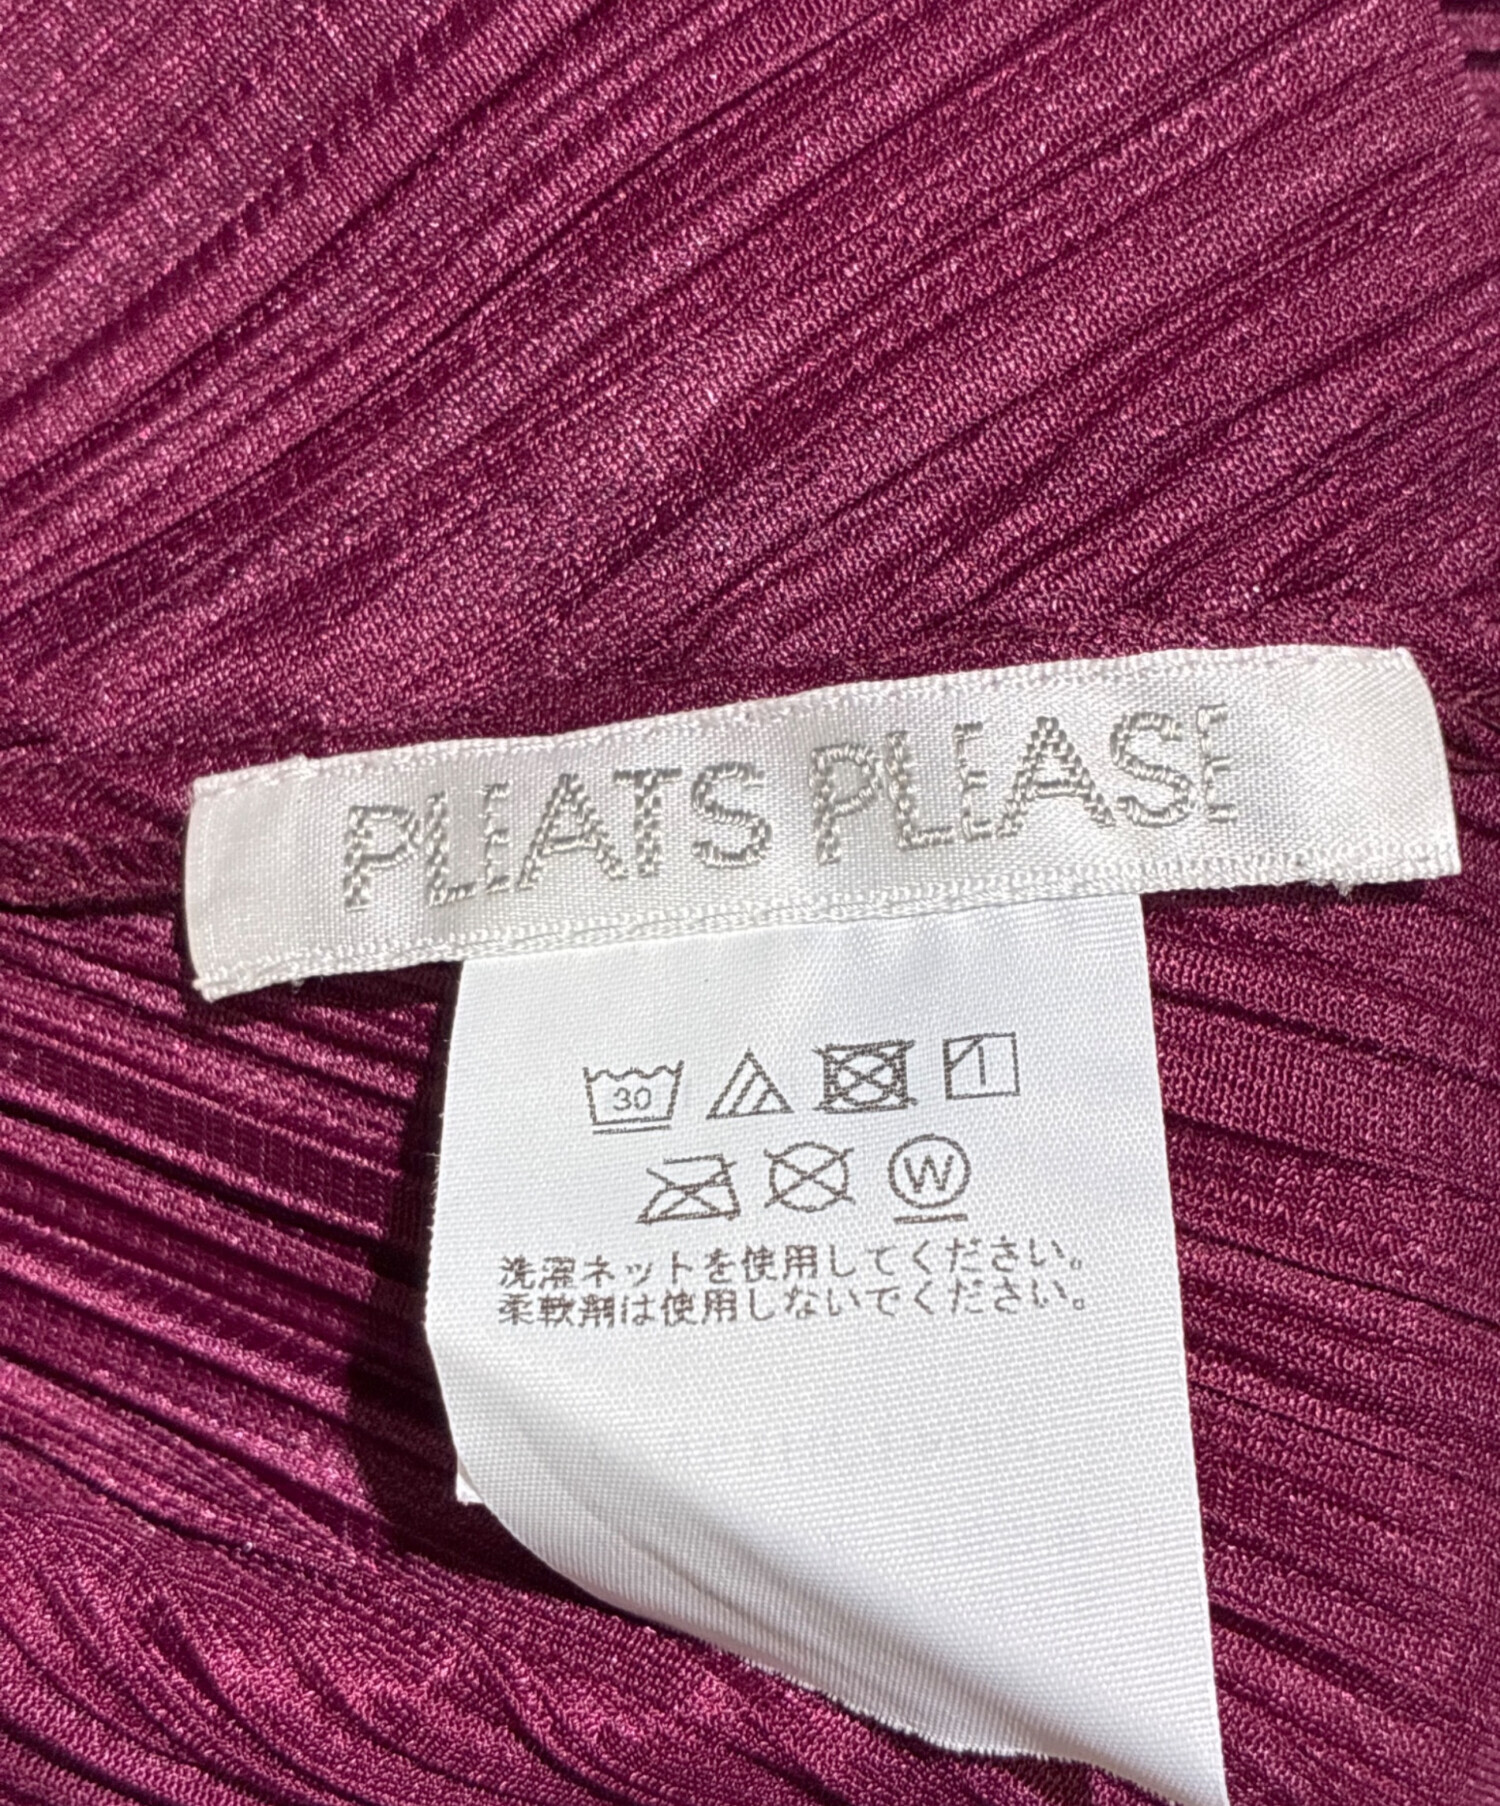 PLEATS PLEASE
30
W
洗濯ネットを使用してください。
柔軟剤は使用しないでください。